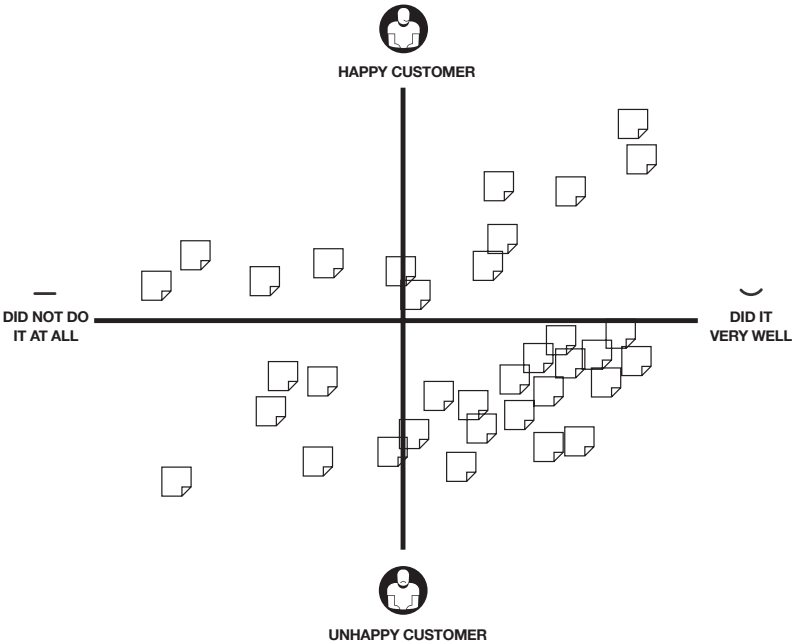 HAPPY CUSTOMER
DID NOT DO
IT AT ALL
DID IT
VERY WELL
UNHAPPY CUSTOMER